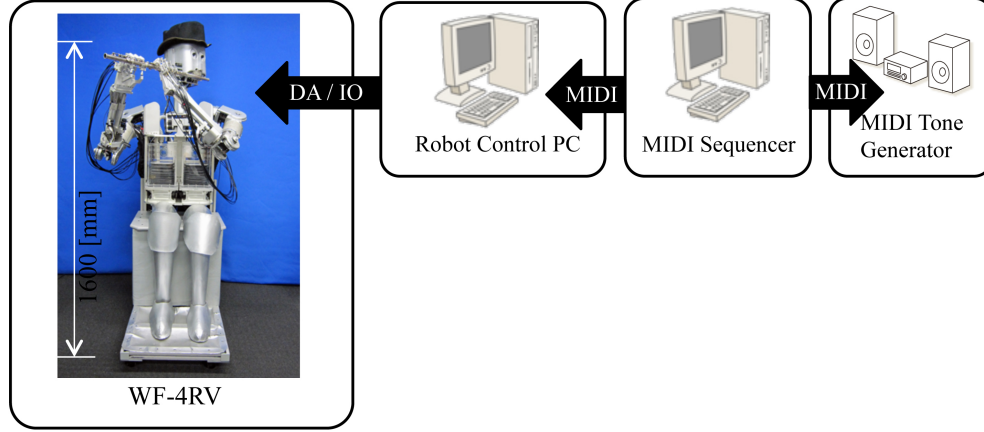 1600 [mm]
WF-4RV
DA / IO
Robot Control PC
MIDI
MIDI Sequencer
MIDI
MIDI Tone
Generator